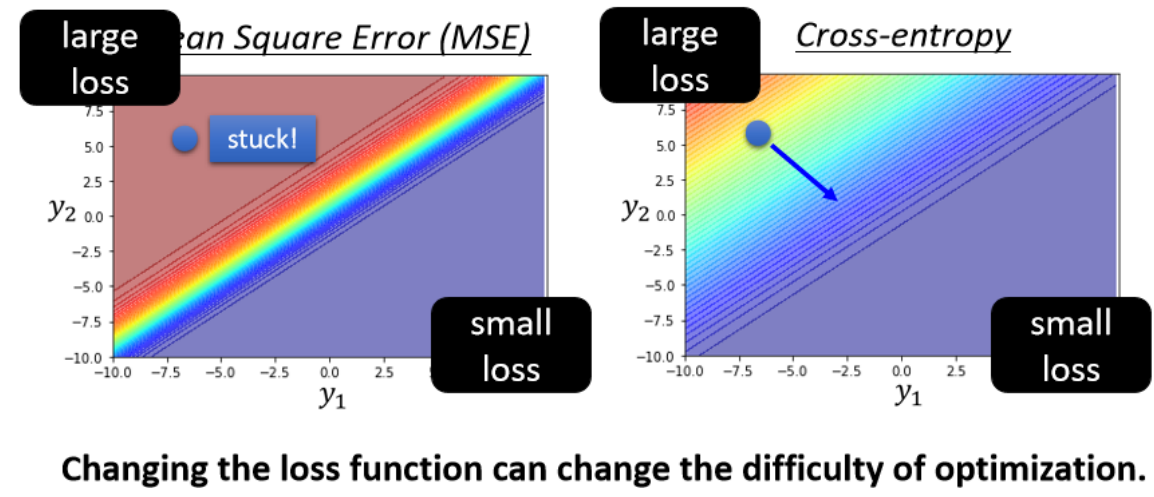 large
loss
ean Square Error (MSE)
7.5
5.0
2.5
0.0
−2.5
−5.0
−7.5
−10.0
y₂
stuck!
small
loss
−10.0 −7.5 −5.0 −2.5 0.0 2.5
y₁
large
loss
Cross-entropy
7.5
5.0
2.5
0.0
−2.5
−5.0
−7.5
−10.0
y₂
small
loss
−10.0 −7.5 −5.0 −2.5 0.0 2.5
y₁
Changing the loss function can change the difficulty of optimization.